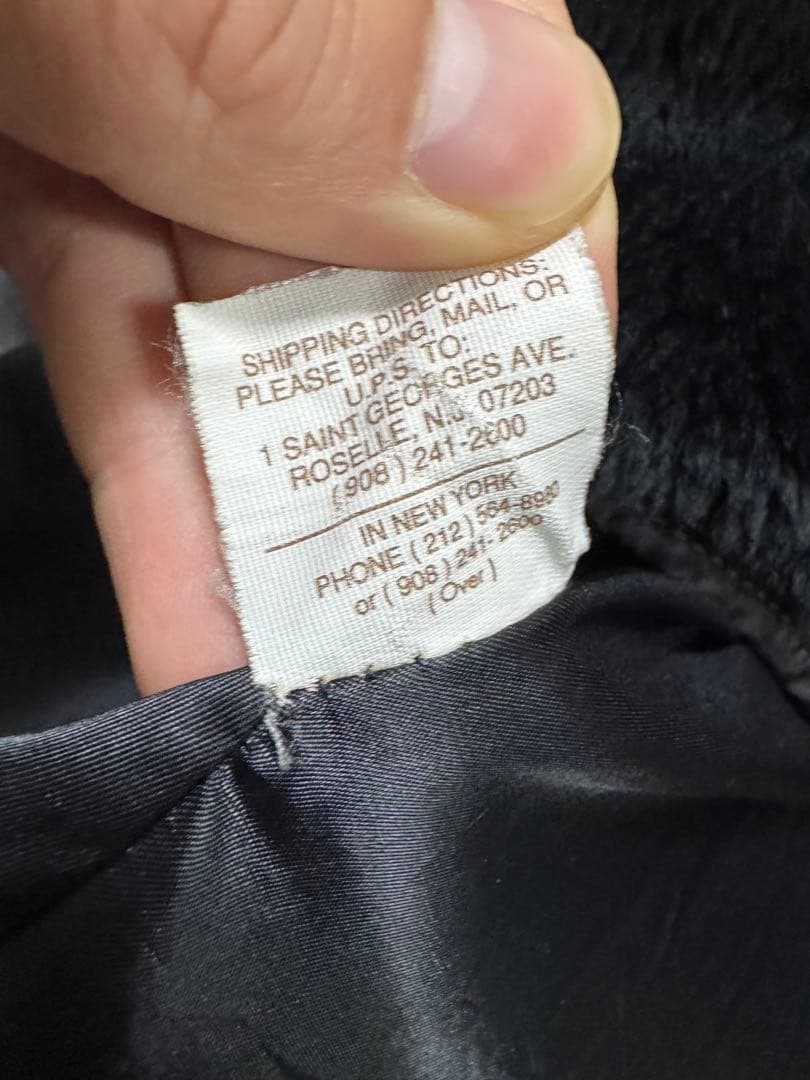 SHIPPING DIRECTIONS:
PLEASE BRING, MAIL, OR
U.P.S. TO:
1 SAINT GEORGES AVE.
ROSELLE, N.J. 07203
(908) 241-2600
IN NEW YORK
PHONE (212) 564-
or (908) 241-2600
(Over)